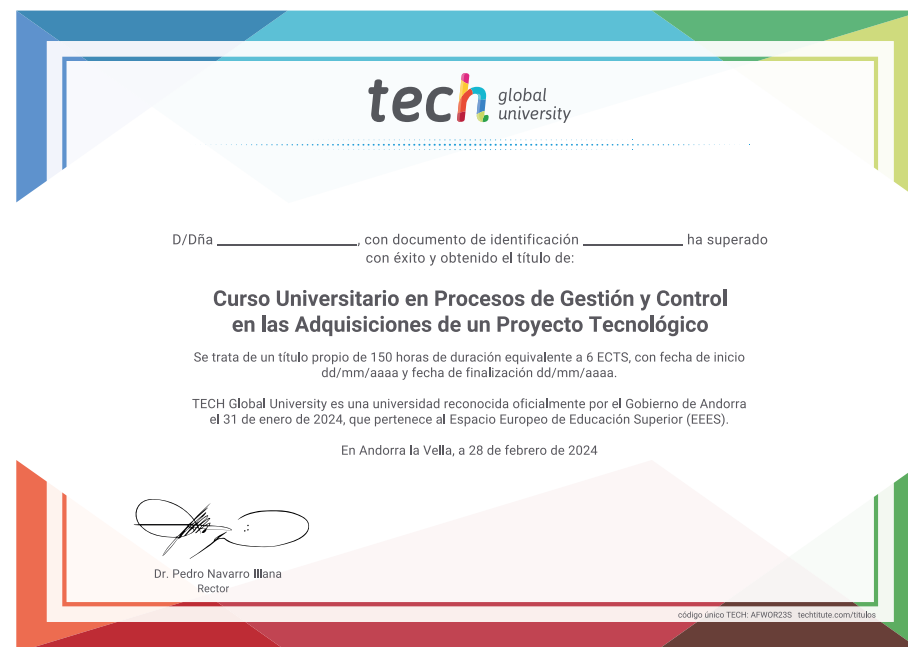 tech global university
D/Dña ____________________, con documento de identificación ______________ ha superado
con éxito y obtenido el título de:
Curso Universitario en Procesos de Gestión y Control
en las Adquisiciones de un Proyecto Tecnológico
Se trata de un título propio de 150 horas de duración equivalente a 6 ECTS, con fecha de inicio
dd/mm/aaaa y fecha de finalización dd/mm/aaaa.
TECH Global University es una universidad reconocida oficialmente por el Gobierno de Andorra
el 31 de enero de 2024, que pertenece al Espacio Europeo de Educación Superior (EEES).
En Andorra la Vella, a 28 de febrero de 2024
Dr. Pedro Navarro Illana
Rector
código único TECH: AFWOR23S techtitute.com/titulos